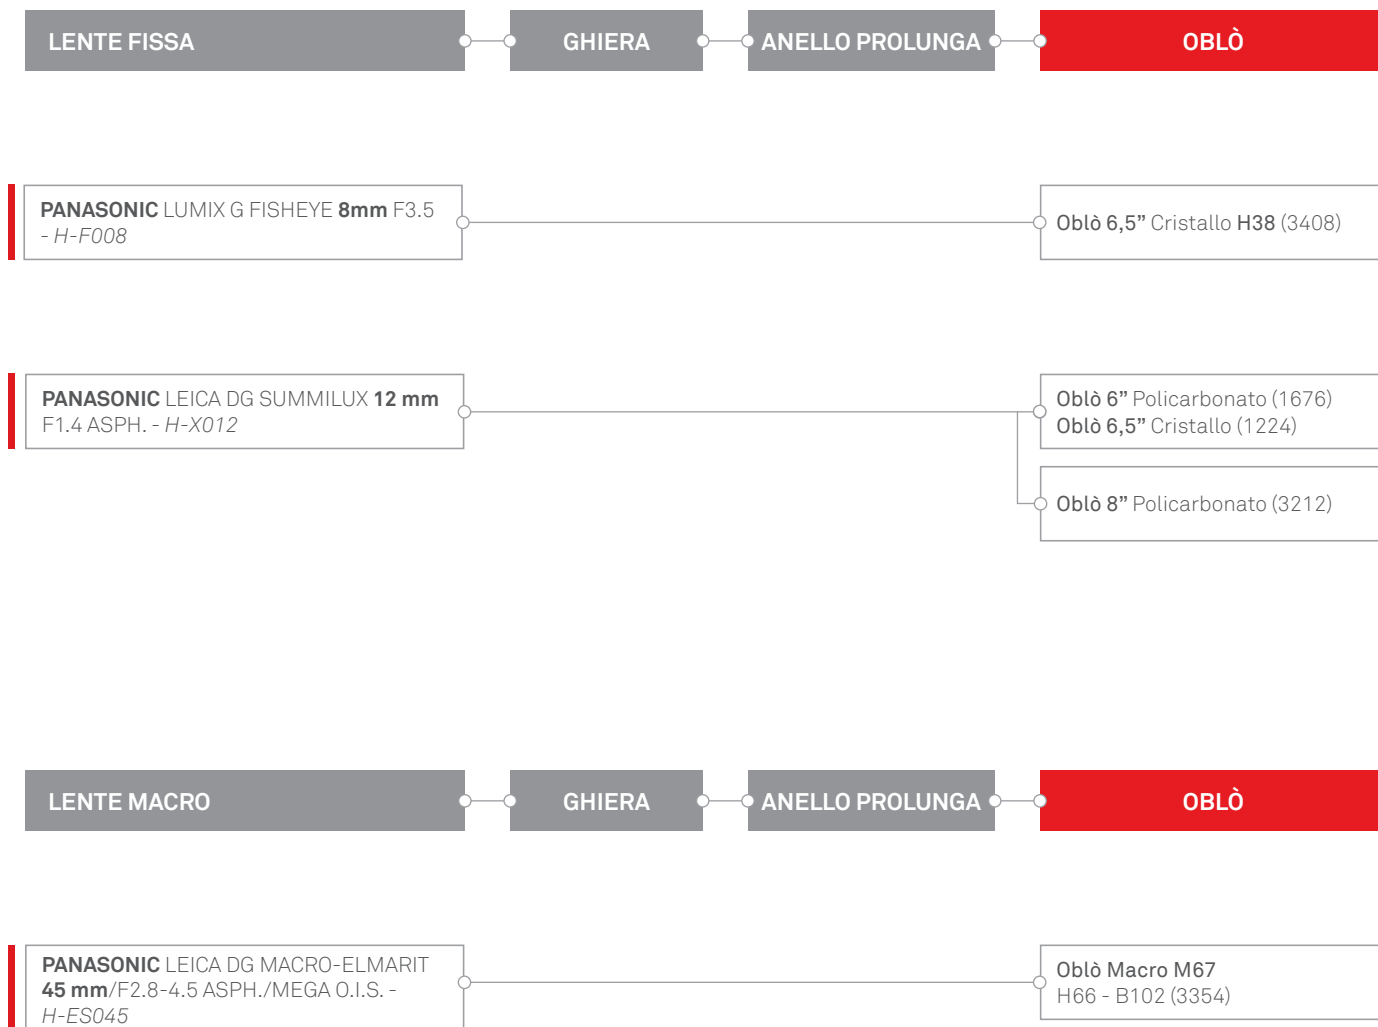 LENTE FISSA GHIERA ANELLO PROLUNGA OBLÒ
PANASONIC LUMIX G FISHEYE 8mm F3.5
- H-F008
Oblò 6,5” Cristallo H38 (3408)
PANASONIC LEICA DG SUMMILUX 12 mm
F1.4 ASPH. - H-X012
Oblò 6” Policarbonato (1676)
Oblò 6,5” Cristallo (1224)
Oblò 8” Policarbonato (3212)
LENTE MACRO GHIERA ANELLO PROLUNGA OBLÒ
PANASONIC LEICA DG MACRO-ELMARIT
45 mm/F2.8-4.5 ASPH./MEGA O.I.S. -
H-ES045
Oblò Macro M67
H66 - B102 (3354)